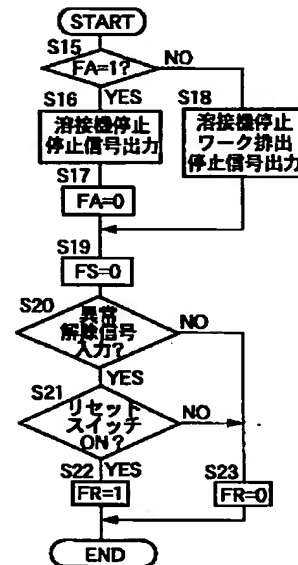 START
S15
FA=1?
NO
YES
S16
溶接機停止
停止信号出力
S18
溶接機停止
ワーク排出
停止信号出力
S17
FA=0
S19
FS=0
S20
異常
解除信号
入力?
NO
YES
S21
リセット
スイッチ
ON?
NO
YES
S22
FR=1
S23
FR=0
END